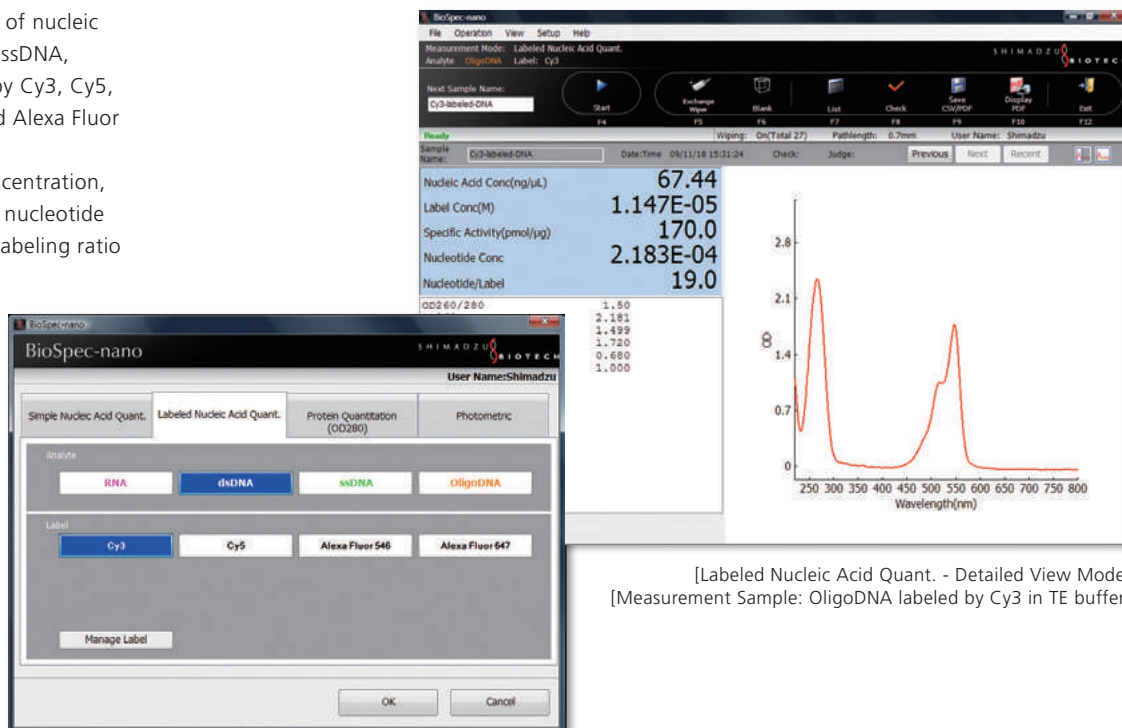 of nucleic
ssDNA,
by Cy3, Cy5,
d Alexa Fluor
centration,
nucleotide
labeling ratio
BioSpec-nano
File Operation View Setup Help
Measurement Mode: Labeled Nucleic Acid Quant.
Analyte OligoDNA Label: Cy3
SHIMADZU BIOTECH
Next Sample Name:
Cy3-labeled-DNA
Start Exchange Wiper Blank List Check Save CSV/PDF Display PDF Exit
F4 F5 F6 F7 F8 F9 F10 F12
Ready Wiping: On(Total 27) Pathlength: 0.7mm User Name: Shimadzu
Sample Name: Cy3-labeled-DNA Date:Time 09/11/18 15:31:24 Check: Judge: Previous Next Recent
Nucleic Acid Conc(ng/µL) 67.44
Label Conc(M) 1.147E-05
Specific Activity(pmol/µg) 170.0
Nucleotide Conc 2.183E-04
Nucleotide/Label 19.0
OD260/280 1.50
2.181
1.499
1.720
0.680
1.000
2.8
2.1
1.4
0.7
0
OD
250 300 350 400 450 500 550 600 650 700 750 800
Wavelength(nm)
BioSpec-nano
BioSpec-nano
SHIMADZU BIOTECH
User Name:Shimadzu
Simple Nucleic Acid Quant. Labeled Nucleic Acid Quant. Protein Quantitation (OD280) Photometric
Analyte
RNA dsDNA ssDNA OligoDNA
Label
Cy3 Cy5 Alexa Fluor 546 Alexa Fluor 647
Manage Label
OK Cancel
[Labeled Nucleic Acid Quant. - Detailed View Mode
[Measurement Sample: OligoDNA labeled by Cy3 in TE buffer